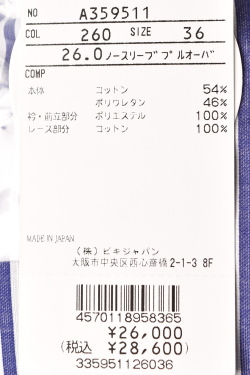 NO A359511
COL 260 SIZE 36
26.0 ノースリーブプルオーバ
COMP
本体 コットン 54%
ポリウレタン 46%
衿・前立部分 ポリエステル 100%
レース部分 コットン 100%
MADE IN JAPAN
(株)ビキジャパン
大阪市中央区西心斎橋2-1-3 8F
4570118958365
¥26,000
(税込 ¥28,600)
335951126036